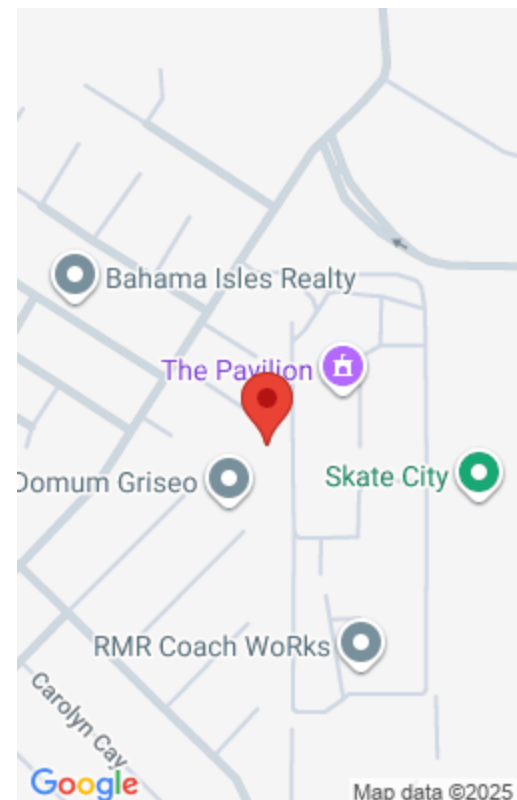 Bahama Isles Realty
The Pavilion
Domum Griseo
Skate City
RMR Coach WoRks
Carolyn Cay
Google
Map data ©2025